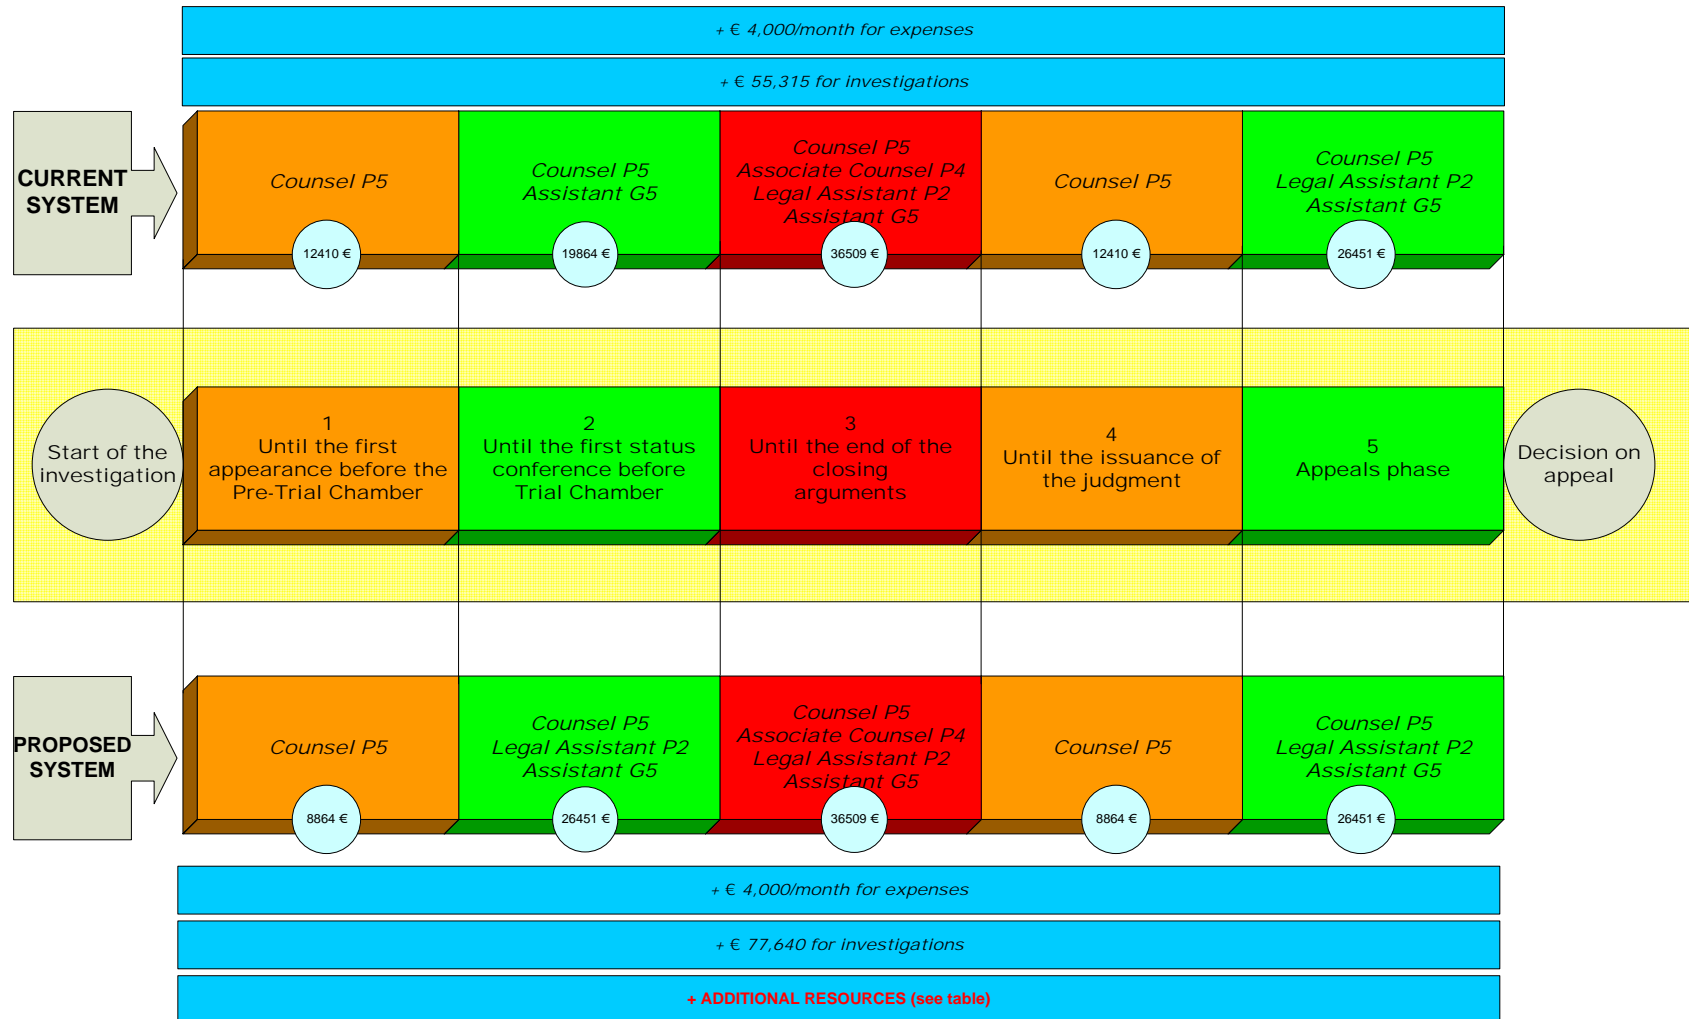 + € 4,000/month for expenses
+ € 55,315 for investigations
CURRENT
SYSTEM
Counsel P5
12410 €
Counsel P5
Assistant G5
19864 €
Counsel P5
Associate Counsel P4
Legal Assistant P2
Assistant G5
36509 €
Counsel P5
12410 €
Counsel P5
Legal Assistant P2
Assistant G5
26451 €
Start of the
investigation
1
Until the first
appearance before the
Pre-Trial Chamber
2
Until the first status
conference before
Trial Chamber
3
Until the end of the
closing
arguments
4
Until the issuance of
the judgment
5
Appeals phase
Decision on
appeal
PROPOSED
SYSTEM
Counsel P5
8864 €
Counsel P5
Legal Assistant P2
Assistant G5
26451 €
Counsel P5
Associate Counsel P4
Legal Assistant P2
Assistant G5
36509 €
Counsel P5
8864 €
Counsel P5
Legal Assistant P2
Assistant G5
26451 €
+ € 4,000/month for expenses
+ € 77,640 for investigations
+ ADDITIONAL RESOURCES (see table)